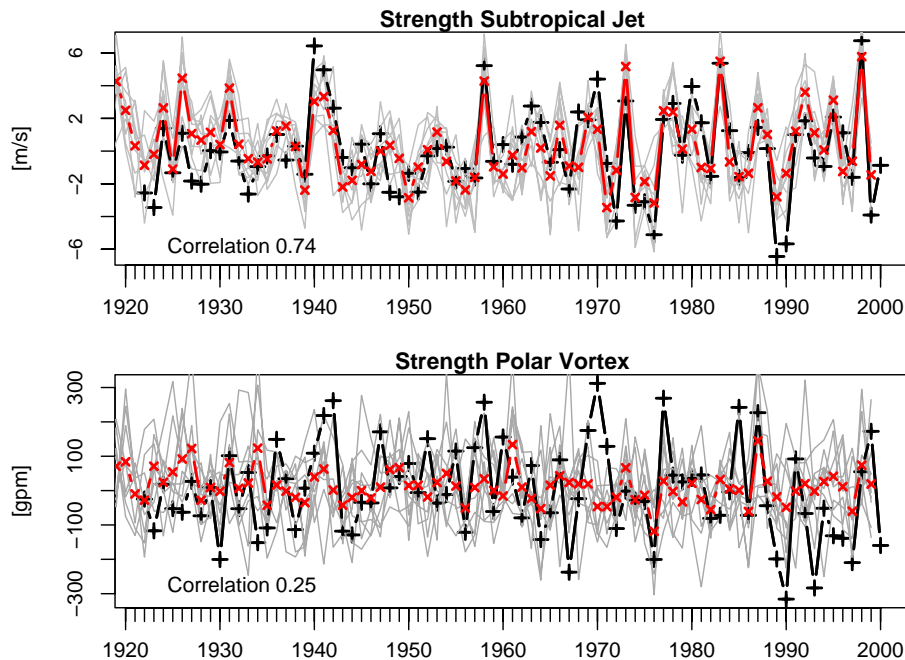 Strength Subtropical Jet
[m/s]
6
2
−2
−6
Correlation 0.74
1920 1930 1940 1950 1960 1970 1980 1990 2000
Strength Polar Vortex
[gpm]
300
100
−100
−300
Correlation 0.25
1920 1930 1940 1950 1960 1970 1980 1990 2000